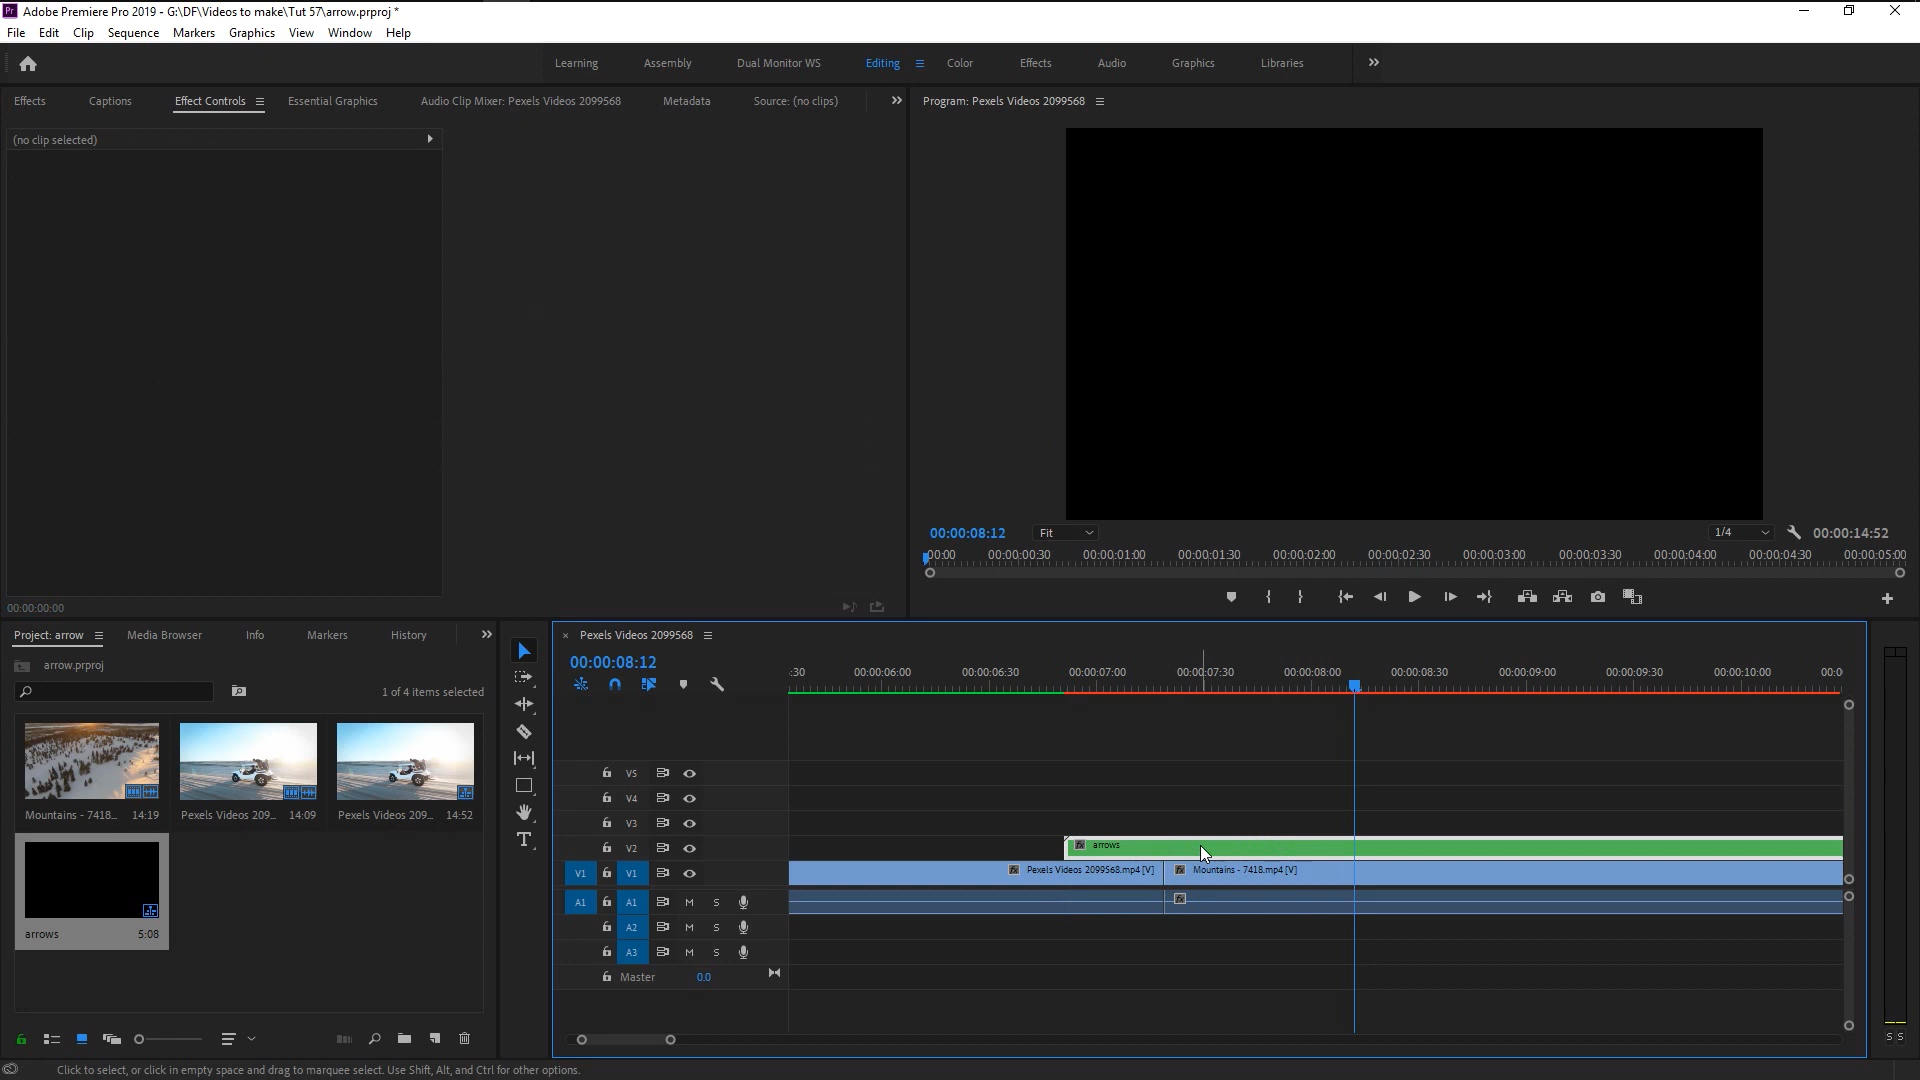 Pr Adobe Premiere Pro 2019 - G:\DF\Videos to make\Tut 57\arrow.prproj *
File Edit Clip Sequence Markers Graphics View Window Help
Learning Assembly Dual Monitor WS Editing Color Effects Audio Graphics Libraries
Effects Captions Effect Controls Essential Graphics Audio Clip Mixer: Pexels Videos 2099568 Metadata Source: (no clips)
Program: Pexels Videos 2099568
(no clip selected)
00:00:08:12 Fit 1/4 00:00:14:52
00:00 00:00:00:30 00:00:01:00 00:00:01:30 00:00:02:00 00:00:02:30 00:00:03:00 00:00:03:30 00:00:04:00 00:00:04:30 00:00:05:00
00:00:00:00
Project: arrow Media Browser Info Markers History
arrow.prproj
1 of 4 items selected
Mountains - 7418... 14:19
Pexels Videos 209... 14:09
Pexels Videos 209... 14:52
arrows 5:08
T
× Pexels Videos 2099568
00:00:08:12
:30 00:00:06:00 00:00:06:30 00:00:07:00 00:00:07:30 00:00:08:00 00:00:08:30 00:00:09:00 00:00:09:30 00:00:10:00 00:0
V5
V4
V3
V2 fx arrows
V1 V1 fx Pexels Videos 2099568.mp4 [V] fx Mountains - 7418.mp4 [V]
A1 A1 M S fx
A2 M S
A3 M S
Master 0.0
S S
Click to select, or click in empty space and drag to marquee select. Use Shift, Alt, and Ctrl for other options.